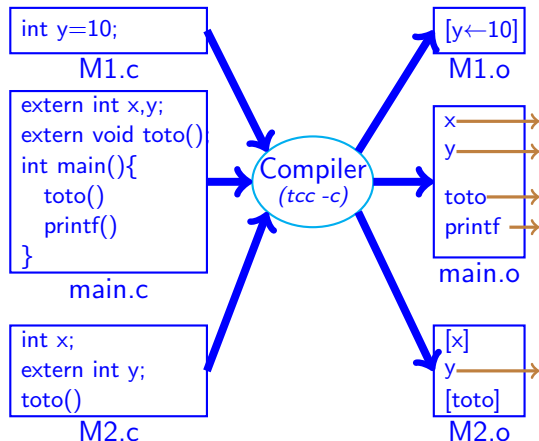 int y=10;
M1.c
extern int x,y;
extern void toto();
int main(){
toto()
printf()
}
main.c
int x;
extern int y;
toto()
M2.c
Compiler
(tcc -c)
[y←10]
M1.o
x
y
toto
printf
main.o
[x]
y
[toto]
M2.o